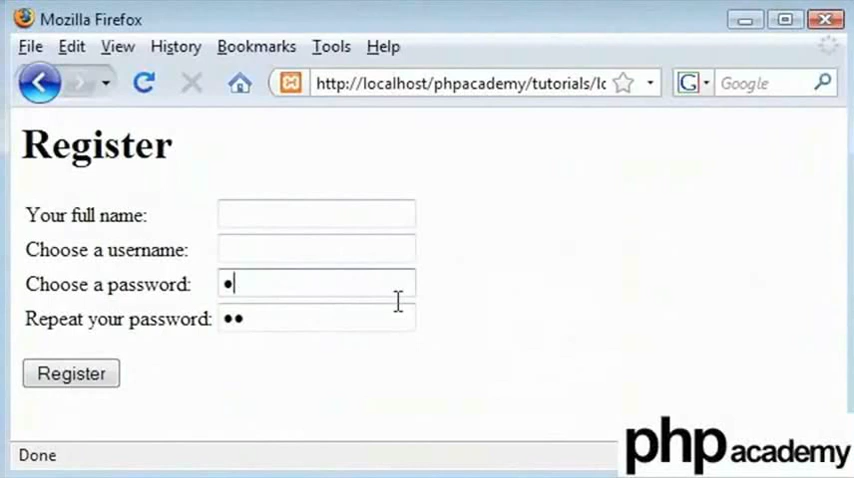 Mozilla Firefox
File Edit View History Bookmarks Tools Help
http://localhost/phpacademy/tutorials/lo G Google
Register
Your full name:
Choose a username:
Choose a password: •
Repeat your password: ••
Register
Done
php academy